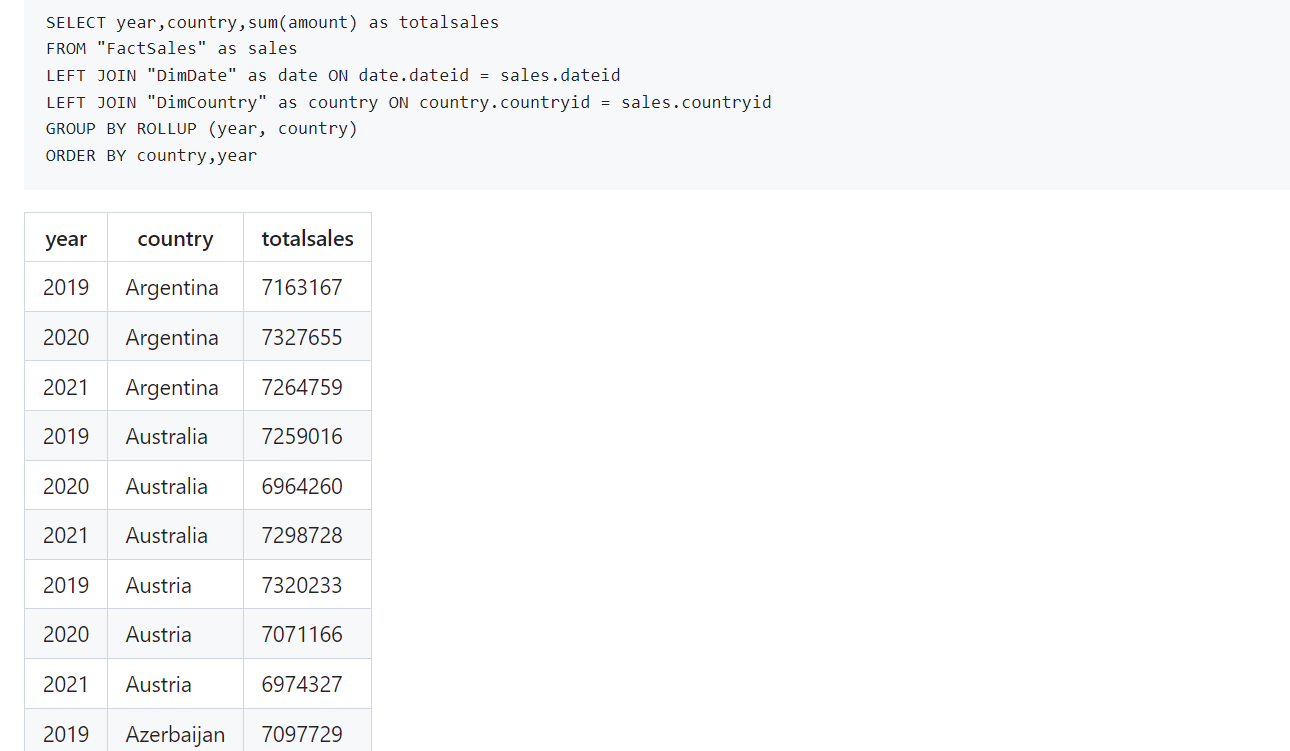 SELECT year,country,sum(amount) as totalsales
FROM "FactSales" as sales
LEFT JOIN "DimDate" as date ON date.dateid = sales.dateid
LEFT JOIN "DimCountry" as country ON country.countryid = sales.countryid
GROUP BY ROLLUP (year, country)
ORDER BY country,year
year country totalsales
2019 Argentina 7163167
2020 Argentina 7327655
2021 Argentina 7264759
2019 Australia 7259016
2020 Australia 6964260
2021 Australia 7298728
2019 Austria 7320233
2020 Austria 7071166
2021 Austria 6974327
2019 Azerbaijan 7097729